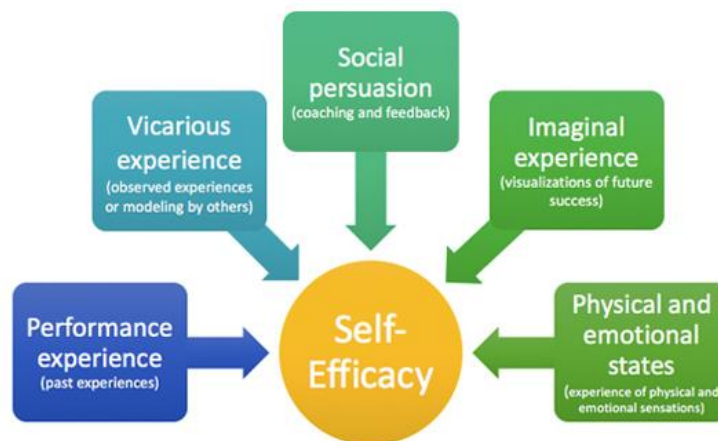 Social
persuasion
(coaching and feedback)
Vicarious
experience
(observed experiences
or modeling by others)
Imaginal
experience
(visualizations of future
success)
Performance
experience
(past experiences)
Self-
Efficacy
Physical and
emotional
states
(experience of physical and
emotional sensations)